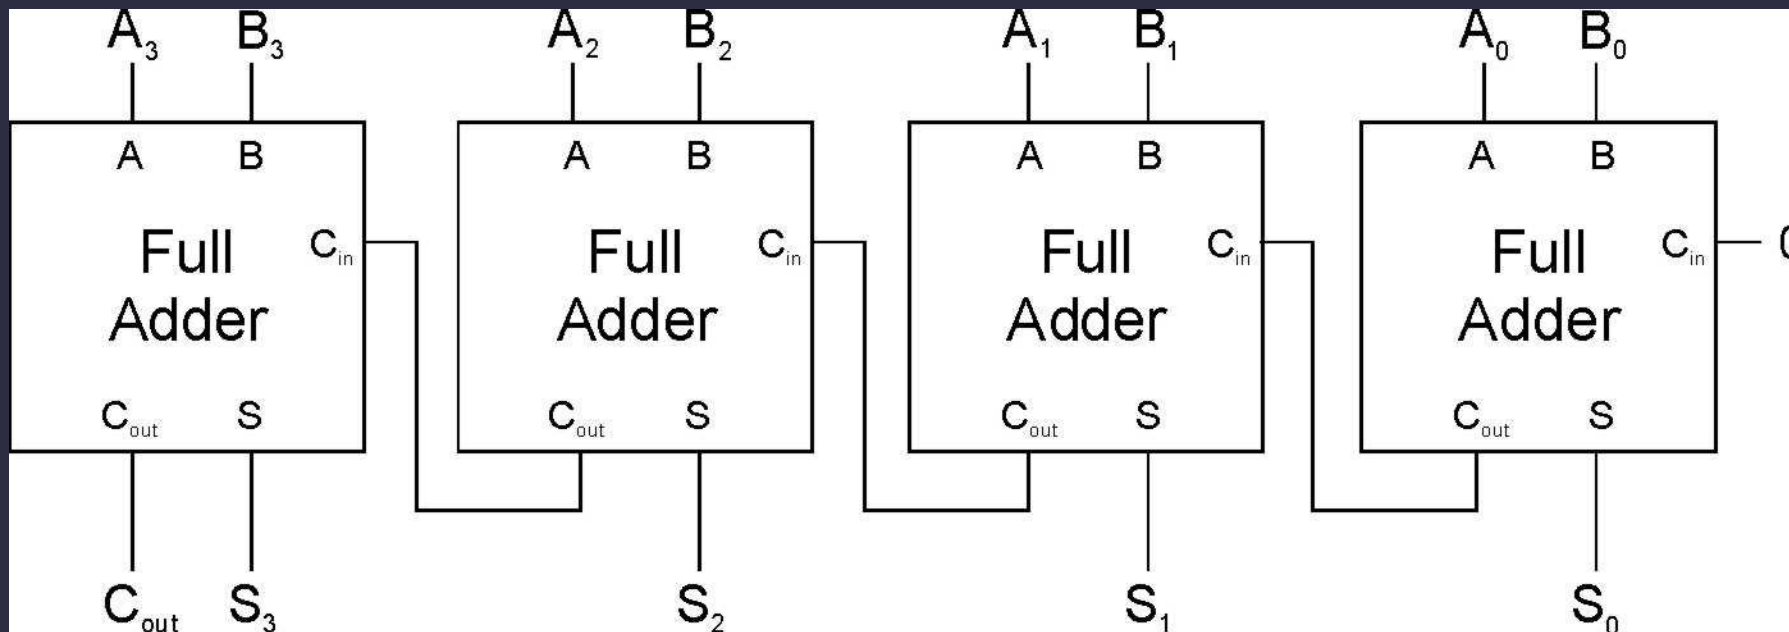 A3 B3 A2 B2 A1 B1 A0 B0
A B A B A B A B
Full Cin Full Cin Full Cin Full Cin
Adder Adder Adder Adder
Cout S Cout S Cout S Cout S
Cout S3 S2 S1 S0